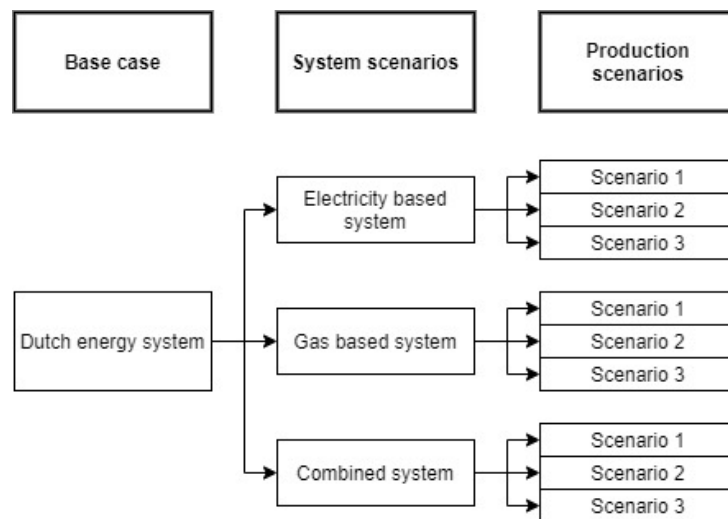 Base case
System scenarios
Production
scenarios
Electricity based
system
Scenario 1
Scenario 2
Scenario 3
Dutch energy system
Gas based system
Scenario 1
Scenario 2
Scenario 3
Combined system
Scenario 1
Scenario 2
Scenario 3